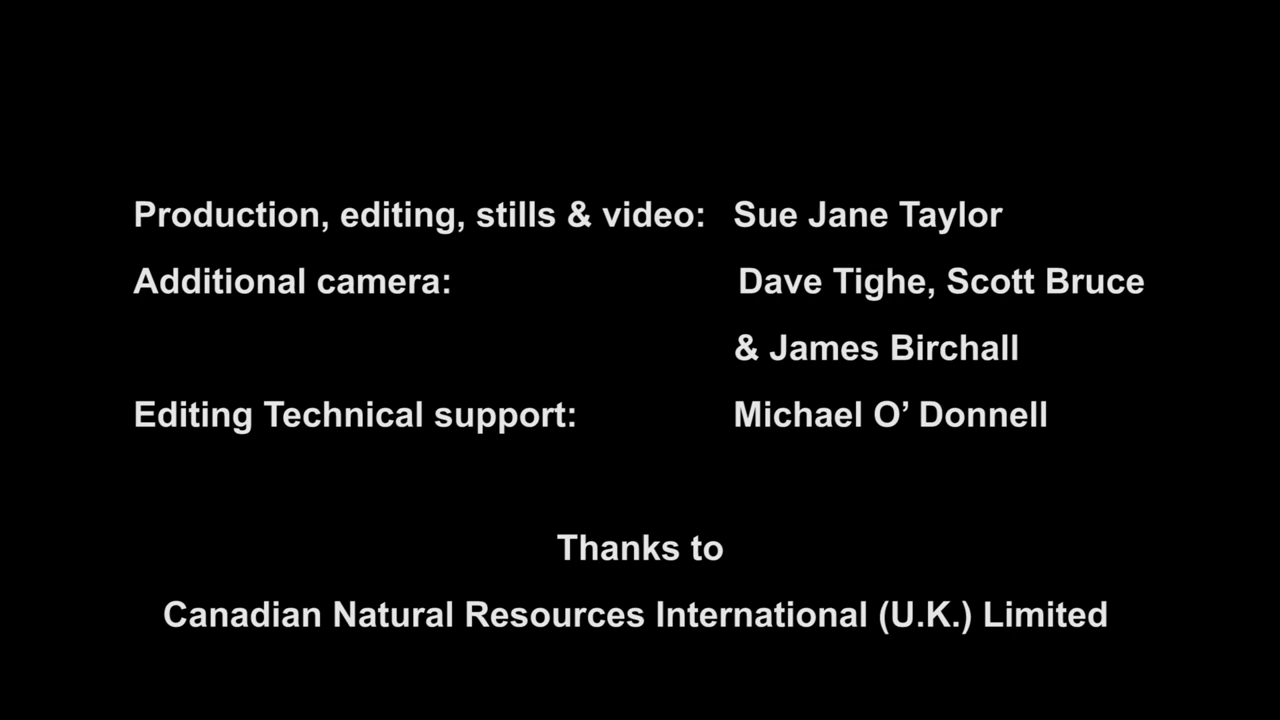 Production, editing, stills & video: Sue Jane Taylor
Additional camera: Dave Tighe, Scott Bruce
& James Birchall
Editing Technical support: Michael O’ Donnell
Thanks to
Canadian Natural Resources International (U.K.) Limited